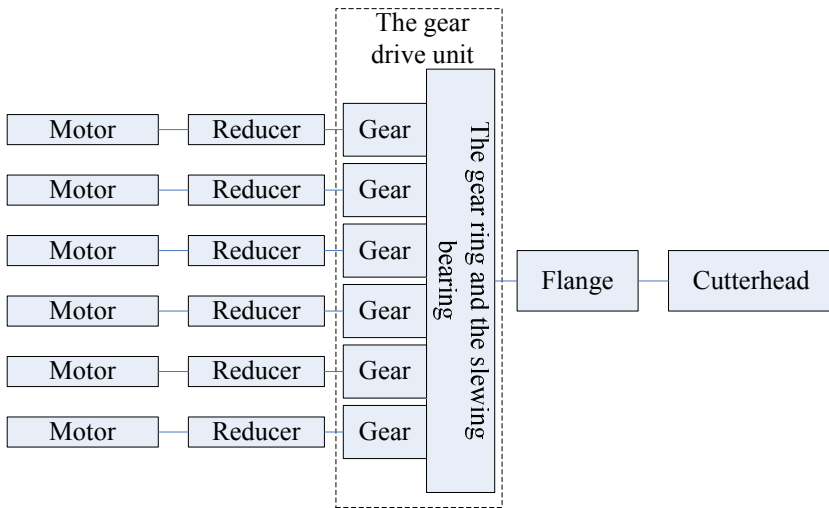 The gear
drive unit
Motor
Reducer
Gear
Motor
Reducer
Gear
Motor
Reducer
Gear
Motor
Reducer
Gear
Motor
Reducer
Gear
Motor
Reducer
Gear
The gear ring and the slewing
bearing
Flange
Cutterhead